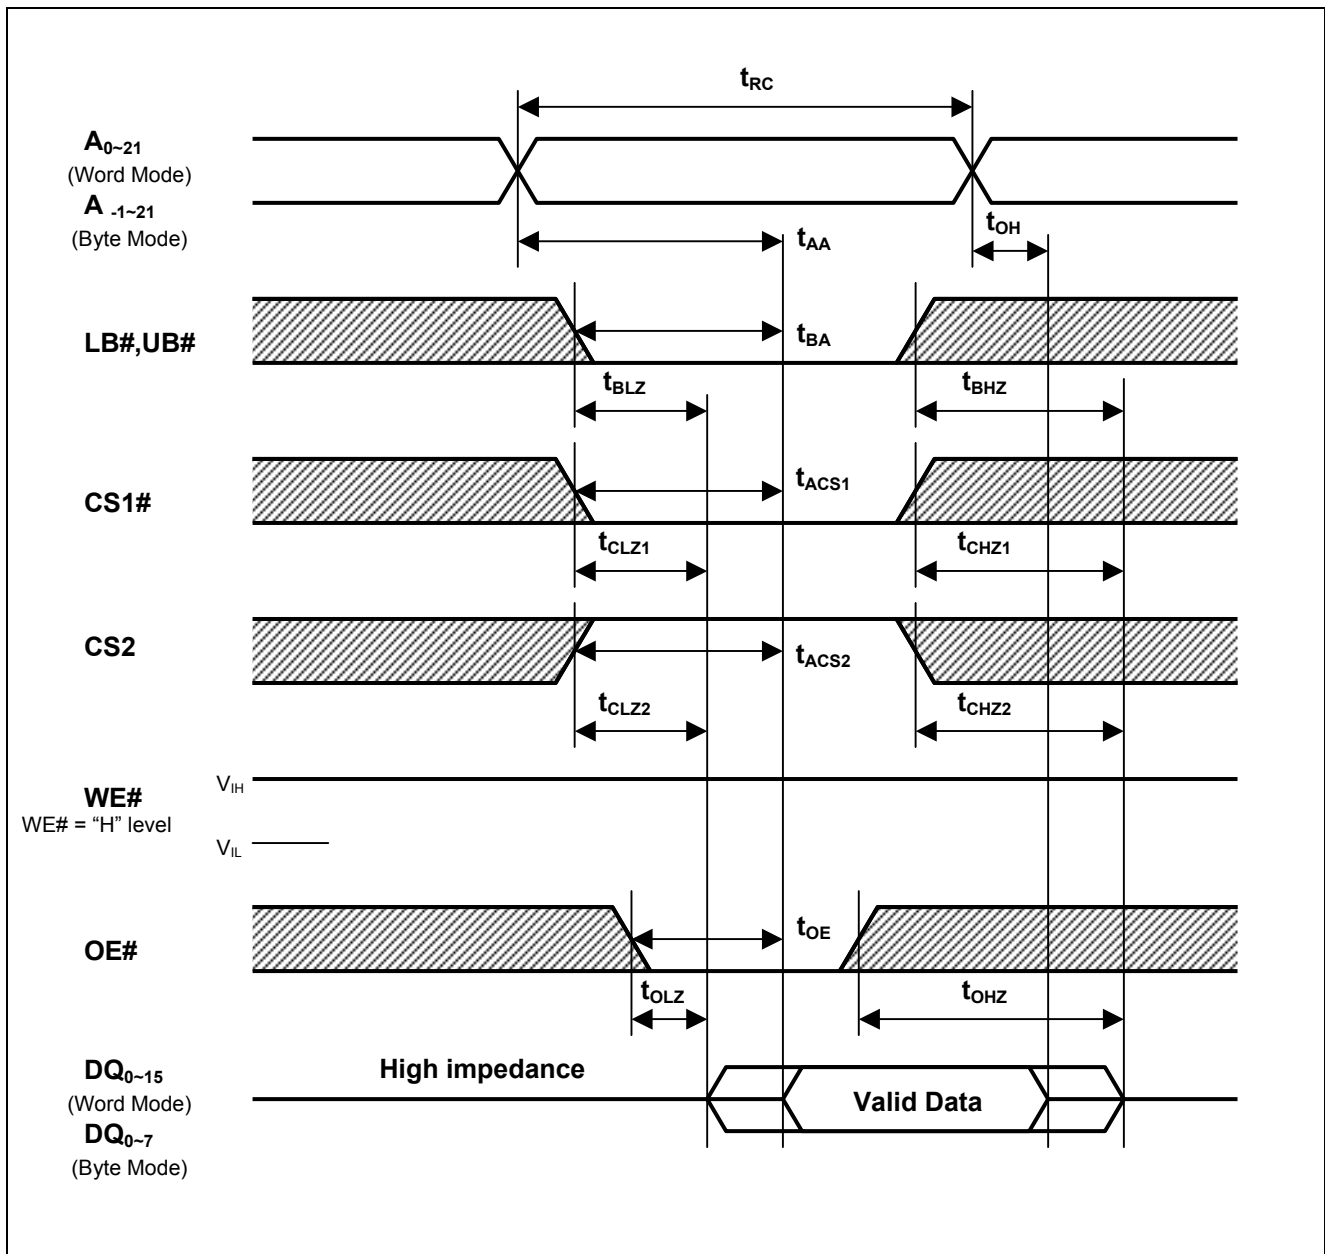 tRC
A0~21
(Word Mode)
A -1~21
(Byte Mode)
tOH
tAA
LB#,UB#
tBA
tBLZ
tBHZ
CS1#
tACS1
tCLZ1
tCHZ1
CS2
tACS2
tCLZ2
tCHZ2
WE#
WE# = “H” level
VIH
VIL
OE#
tOE
tOLZ
tOHZ
DQ0~15
(Word Mode)
DQ0~7
(Byte Mode)
High impedance
Valid Data